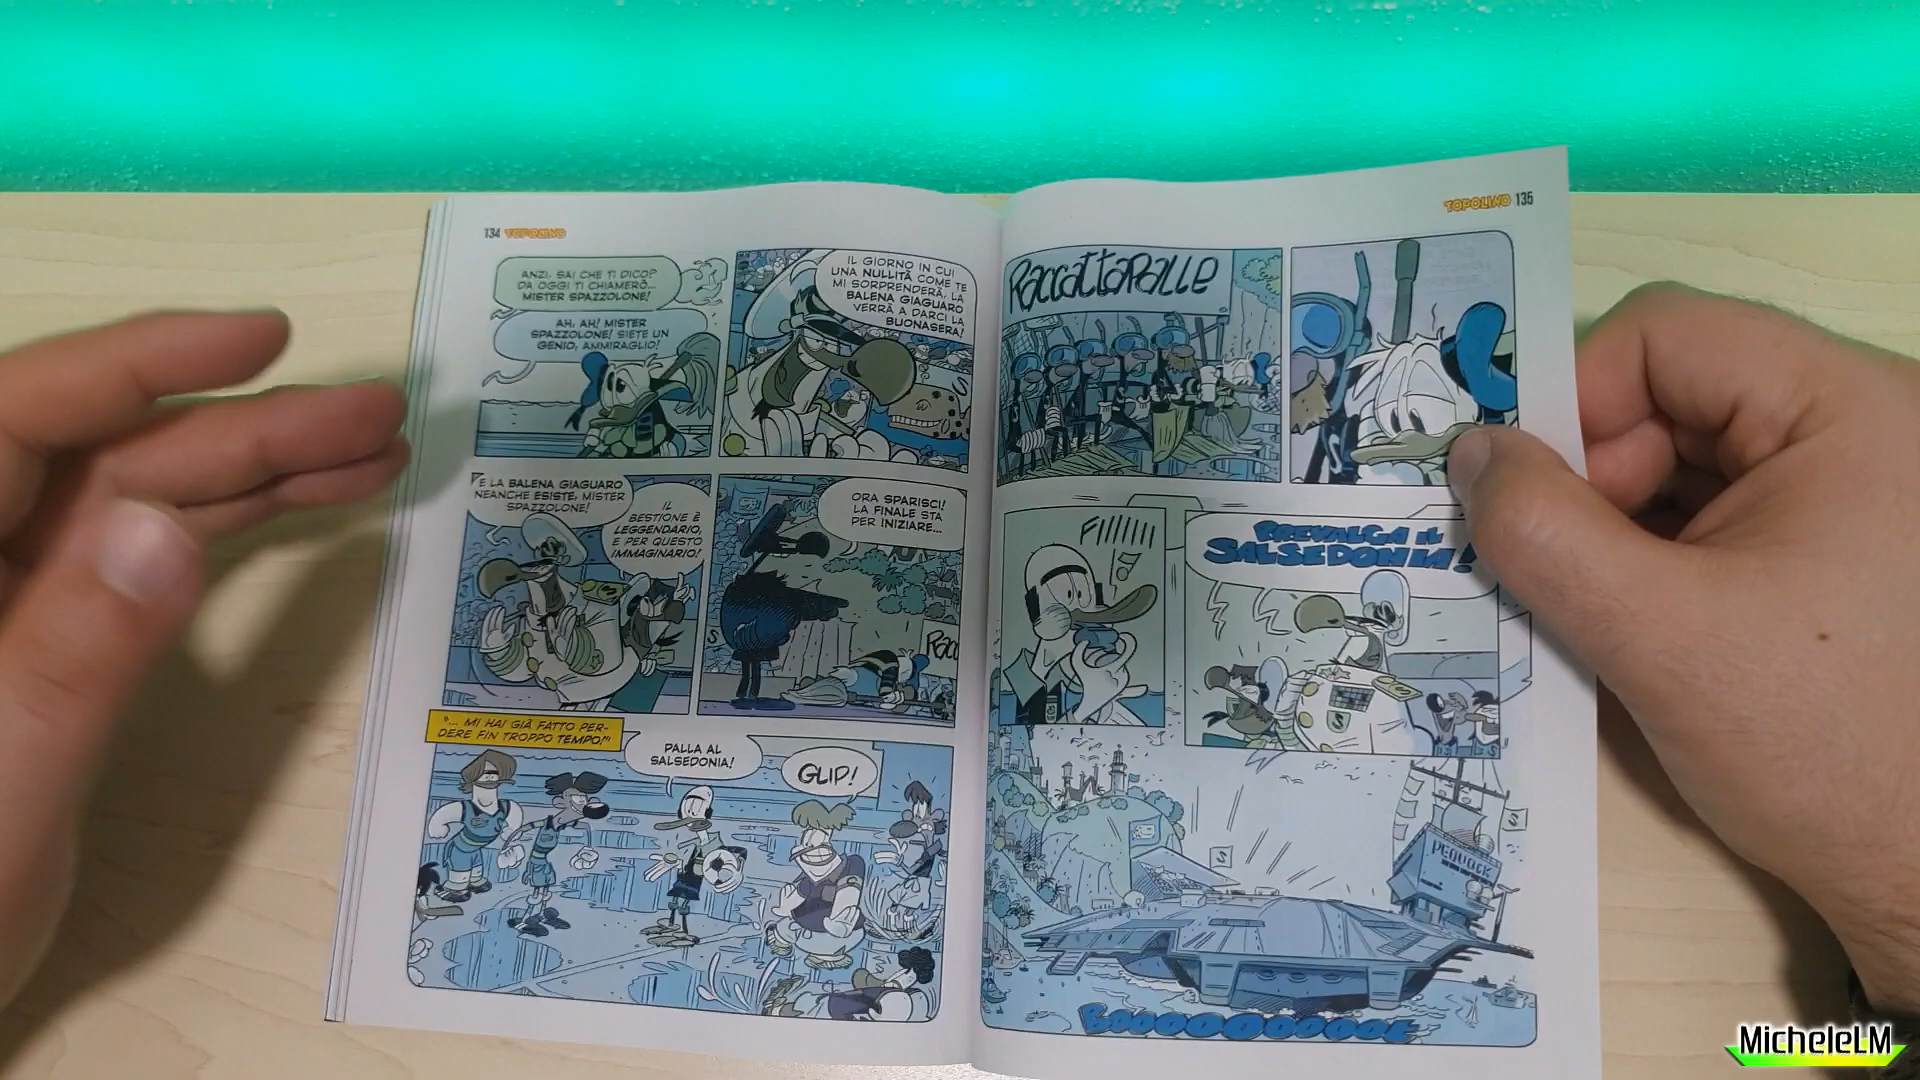 134 TOPOLINO
ANZI, SAI CHE TI DICO?
DA OGGI TI CHIAMERÒ...
MISTER SPAZZOLONE!
AH, AH! MISTER
SPAZZOLONE! SIETE UN
GENIO, AMMIRAGLIO!
IL GIORNO IN CUI
UNA NULLITÀ COME TE
MI SORPRENDERÀ, LA
BALENA GIAGUARO
VERRÀ A DARCI LA
BUONASERA!
E LA BALENA GIAGUARO
NEANCHE ESISTE, MISTER
SPAZZOLONE!
IL
BESTIONE È
LEGGENDARIO,
E PER QUESTO
IMMAGINARIO!
ORA SPARISCI!
LA FINALE STA
PER INIZIARE...
RACC
"... MI HAI GIÀ FATTO PER-
DERE FIN TROPPO TEMPO!"
PALLA AL
SALSEDONIA!
GLIP!
TOPOLINO 135
RACCATTAPALLE
FIIIIIII
PREVALGA IL
SALSEDONIA!
S
PEQUOCK
BOOOOOOOOOOK
MicheleLM